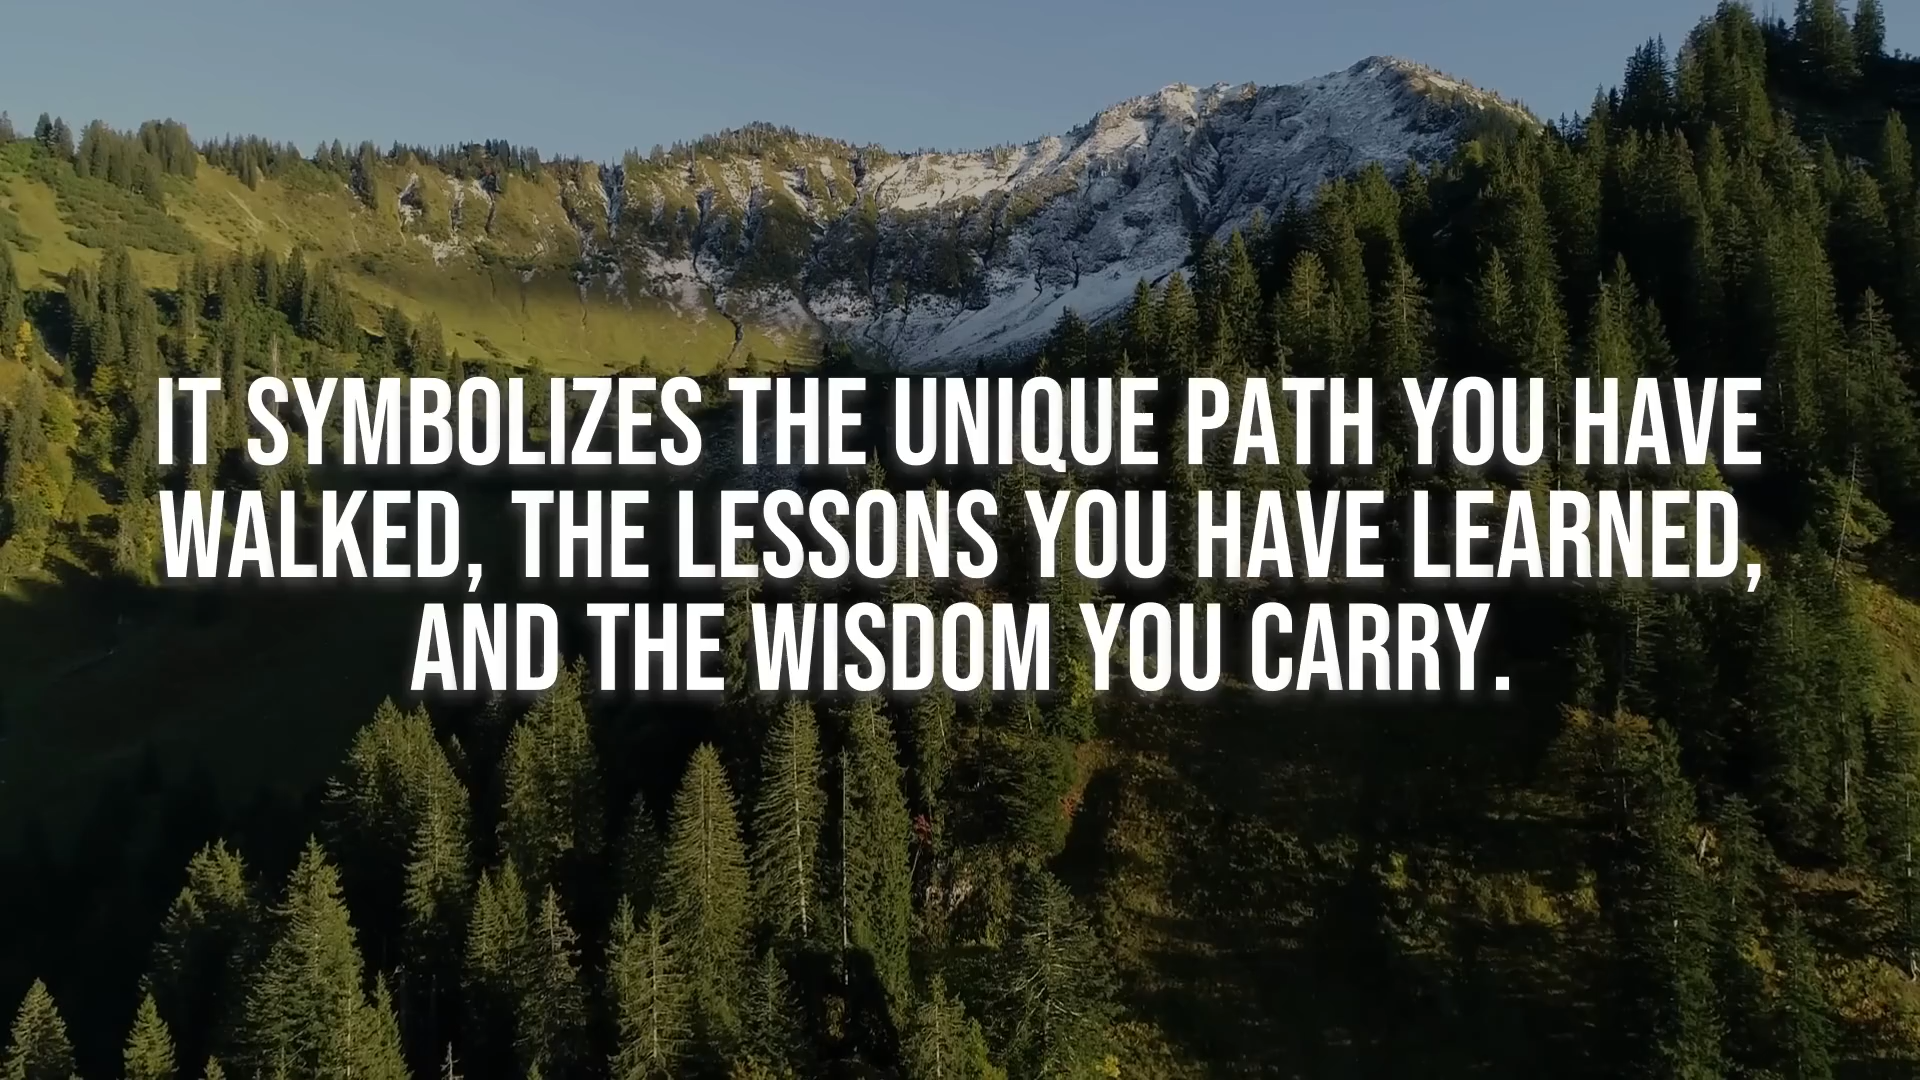 IT SYMBOLIZES THE UNIQUE PATH YOU HAVE
WALKED, THE LESSONS YOU HAVE LEARNED,
AND THE WISDOM YOU CARRY.